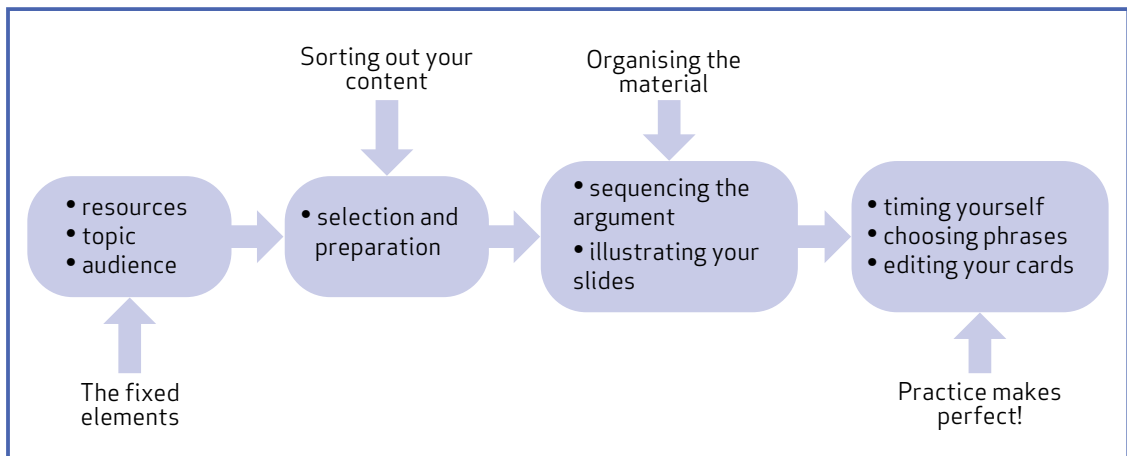 Sorting out your
content
Organising the
material
• resources
• topic
• audience
• selection and
preparation
• sequencing the
argument
• illustrating your
slides
• timing yourself
• choosing phrases
• editing your cards
The fixed
elements
Practice makes
perfect!